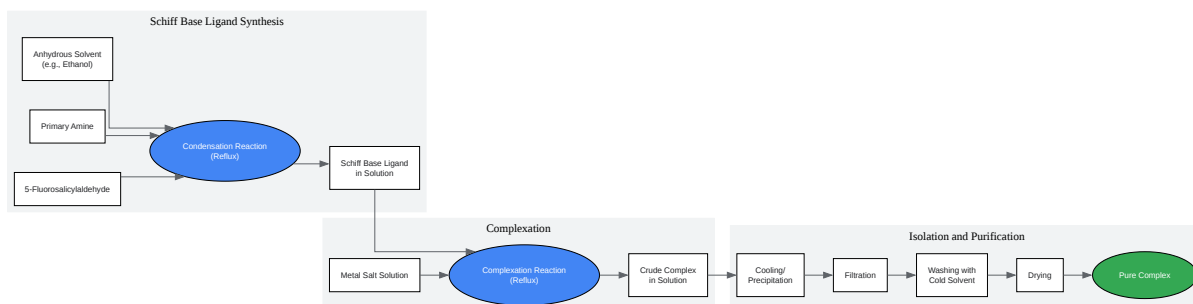 Schiff Base Ligand Synthesis
Anhydrous Solvent
(e.g., Ethanol)
Primary Amine
5-Fluorosalicylaldehyde
Condensation Reaction
(Reflux)
Schiff Base Ligand
in Solution
Complexation
Metal Salt Solution
Complexation Reaction
(Reflux)
Crude Complex
in Solution
Isolation and Purification
Cooling/
Precipitation
Filtration
Washing with
Cold Solvent
Drying
Pure Complex